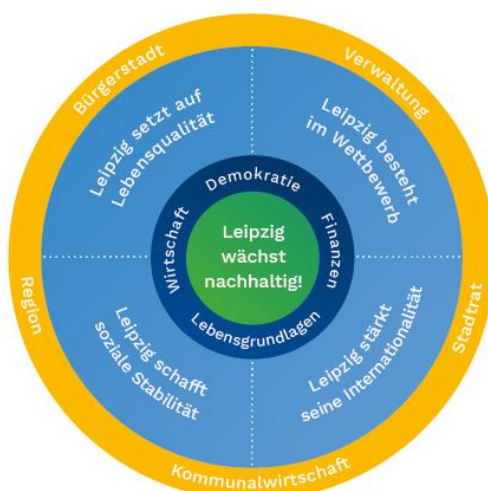 Bürgerstadt
Verwaltung
Leipzig setzt auf
Lebensqualität
Leipzig besteht
im Wettbewerb
Demokratie
Wirtschaft
Finanzen
Leipzig
wächst
nachhaltig!
Lebensgrundlagen
Region
Stadtrat
Leipzig schafft
soziale Stabilität
Leipzig stärkt
seine Internationalität
Kommunalwirtschaft